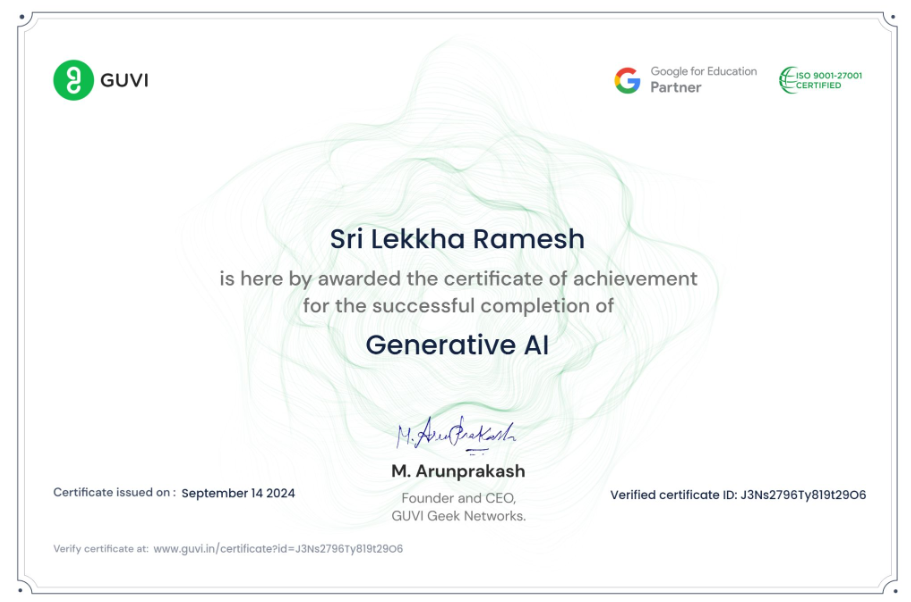 GUVI
Google for Education
Partner
ISO 9001-27001
CERTIFIED
Sri Lekkha Ramesh
is here by awarded the certificate of achievement
for the successful completion of
Generative AI
M. Arunprakash
M. Arunprakash
Founder and CEO,
GUVI Geek Networks.
Certificate issued on : September 14 2024
Verified certificate ID: J3Ns2796Ty819t29O6
Verify certificate at: www.guvi.in/certificate?id=J3Ns2796Ty819t29O6